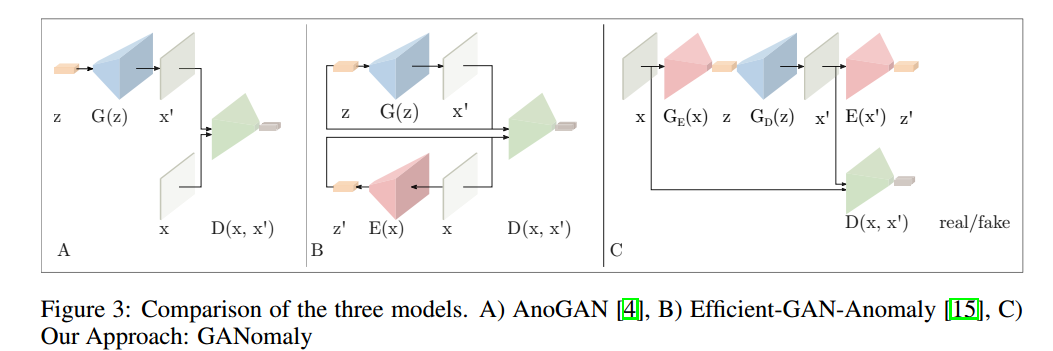 z G(z) x'
x D(x, x')
A
z G(z) x'
z' E(x) x D(x, x')
B
x G_E(x) z G_D(z) x' E(x') z'
D(x, x') real/fake
C
Figure 3: Comparison of the three models. A) AnoGAN [4], B) Efficient-GAN-Anomaly [15], C)
Our Approach: GANomaly